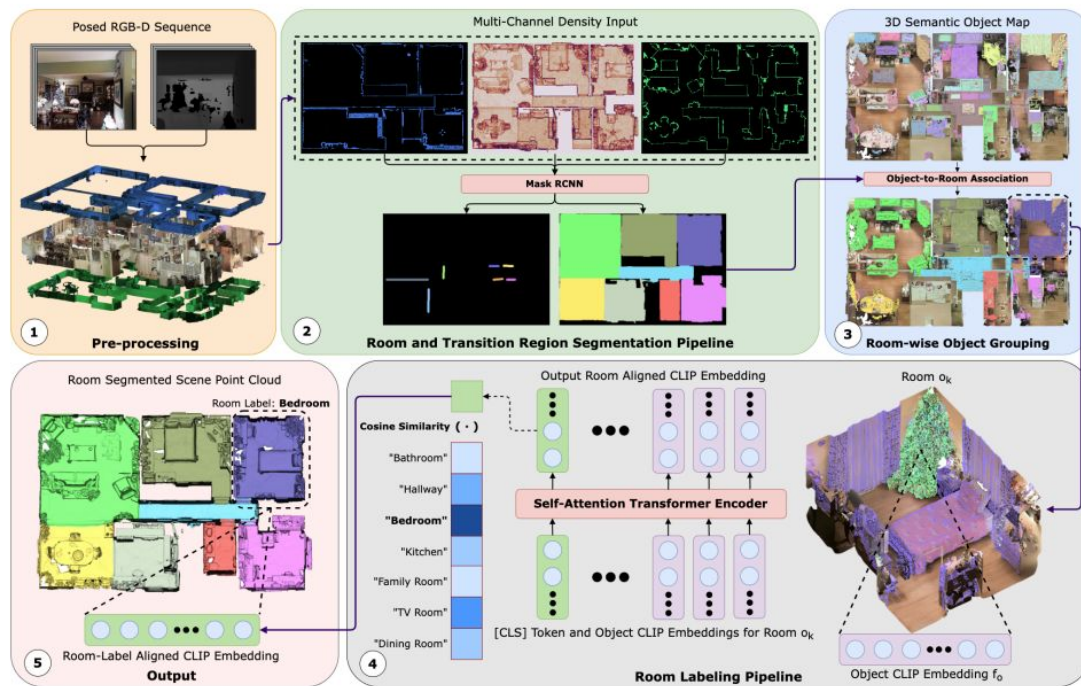 Posed RGB-D Sequence
1
Pre-processing
Multi-Channel Density Input
Mask RCNN
2
Room and Transition Region Segmentation Pipeline
3D Semantic Object Map
Object-to-Room Association
3
Room-wise Object Grouping
Room Segmented Scene Point Cloud
Room Label: Bedroom
Room-Label Aligned CLIP Embedding
5
Output
Output Room Aligned CLIP Embedding
Cosine Similarity ( · )
"Bathroom"
"Hallway"
"Bedroom"
"Kitchen"
"Family Room"
"TV Room"
"Dining Room"
Self-Attention Transformer Encoder
[CLS] Token and Object CLIP Embeddings for Room ok
Room ok
Object CLIP Embedding fo
4
Room Labeling Pipeline